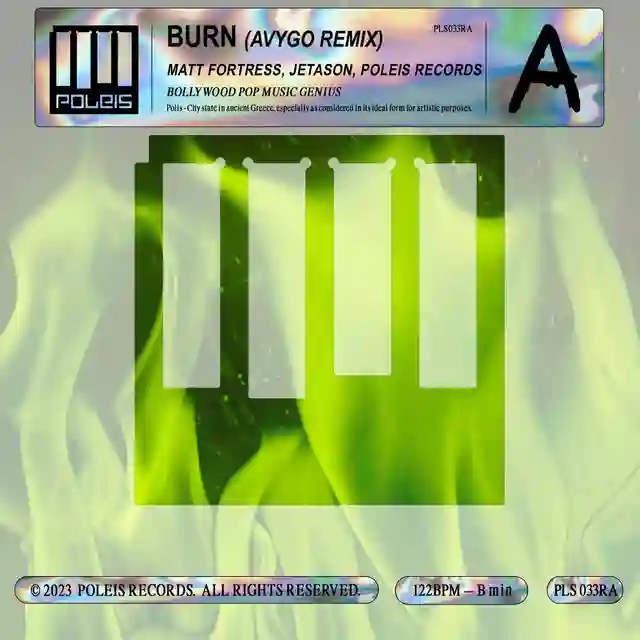 POLEIS
BURN (AVYGO REMIX)
PLS033RA
MATT FORTRESS, JETASON, POLEIS RECORDS
BOLLYWOOD POP MUSIC GENIUS
Polis - City state in ancient Greece, especially as considered in its ideal form for artistic purposes.
A
© 2023 POLEIS RECORDS. ALL RIGHTS RESERVED.
122BPM – B min
PLS 033RA